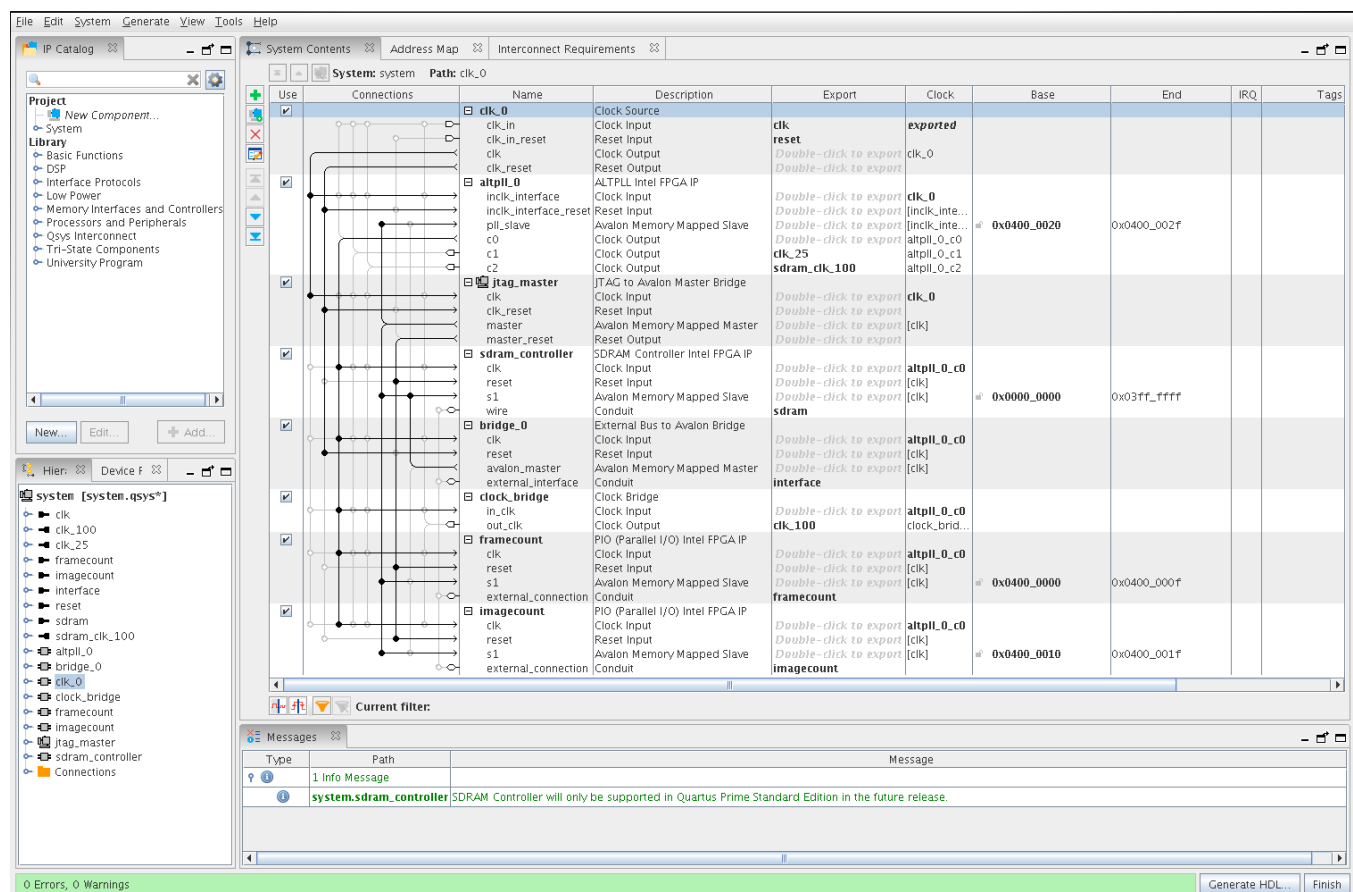 File Edit System Generate View Tools Help
IP Catalog
Project
New Component...
System
Library
Basic Functions
DSP
Interface Protocols
Low Power
Memory Interfaces and Controllers
Processors and Peripherals
Qsys Interconnect
Tri-State Components
University Program
New... Edit... Add...
Hier: Device F
system [system.qsys*]
clk
clk_100
clk_25
framecount
imagecount
interface
reset
sdram
sdram_clk_100
altpll_0
bridge_0
clk_0
clock_bridge
framecount
imagecount
jtag_master
sdram_controller
Connections
System Contents Address Map Interconnect Requirements
System: system Path: clk_0
Use Connections Name Description Export Clock Base End IRQ Tags
clk_0 Clock Source
clk_in Clock Input clk exported
clk_in_reset Reset Input reset
clk Clock Output Double-click to export clk_0
clk_reset Reset Output Double-click to export
altpll_0 ALTPLL Intel FPGA IP
inclk_interface Clock Input Double-click to export clk_0
inclk_interface_reset Reset Input Double-click to export [inclk_inte...
pll_slave Avalon Memory Mapped Slave Double-click to export [inclk_inte... 0x0400_0020 0x0400_002f
c0 Clock Output Double-click to export altpll_0_c0
c1 Clock Output clk_25 altpll_0_c1
c2 Clock Output sdram_clk_100 altpll_0_c2
jtag_master JTAG to Avalon Master Bridge
clk Clock Input Double-click to export clk_0
clk_reset Reset Input Double-click to export
master Avalon Memory Mapped Master Double-click to export [clk]
master_reset Reset Output Double-click to export
sdram_controller SDRAM Controller Intel FPGA IP
clk Clock Input Double-click to export altpll_0_c0
reset Reset Input Double-click to export [clk]
s1 Avalon Memory Mapped Slave Double-click to export [clk] 0x0000_0000 0x03ff_ffff
wire Conduit sdram
bridge_0 External Bus to Avalon Bridge
clk Clock Input Double-click to export altpll_0_c0
reset Reset Input Double-click to export [clk]
avalon_master Avalon Memory Mapped Master Double-click to export [clk]
external_interface Conduit interface
clock_bridge Clock Bridge
in_clk Clock Input Double-click to export altpll_0_c0
out_clk Clock Output clk_100 clock_brid...
framecount PIO (Parallel I/O) Intel FPGA IP
clk Clock Input Double-click to export altpll_0_c0
reset Reset Input Double-click to export [clk]
s1 Avalon Memory Mapped Slave Double-click to export [clk] 0x0400_0000 0x0400_000f
external_connection Conduit framecount
imagecount PIO (Parallel I/O) Intel FPGA IP
clk Clock Input Double-click to export altpll_0_c0
reset Reset Input Double-click to export [clk]
s1 Avalon Memory Mapped Slave Double-click to export [clk] 0x0400_0010 0x0400_001f
external_connection Conduit imagecount
Current filter:
Messages
Type Path Message
1 Info Message
system.sdram_controller SDRAM Controller will only be supported in Quartus Prime Standard Edition in the future release.
0 Errors, 0 Warnings
Generate HDL... Finish